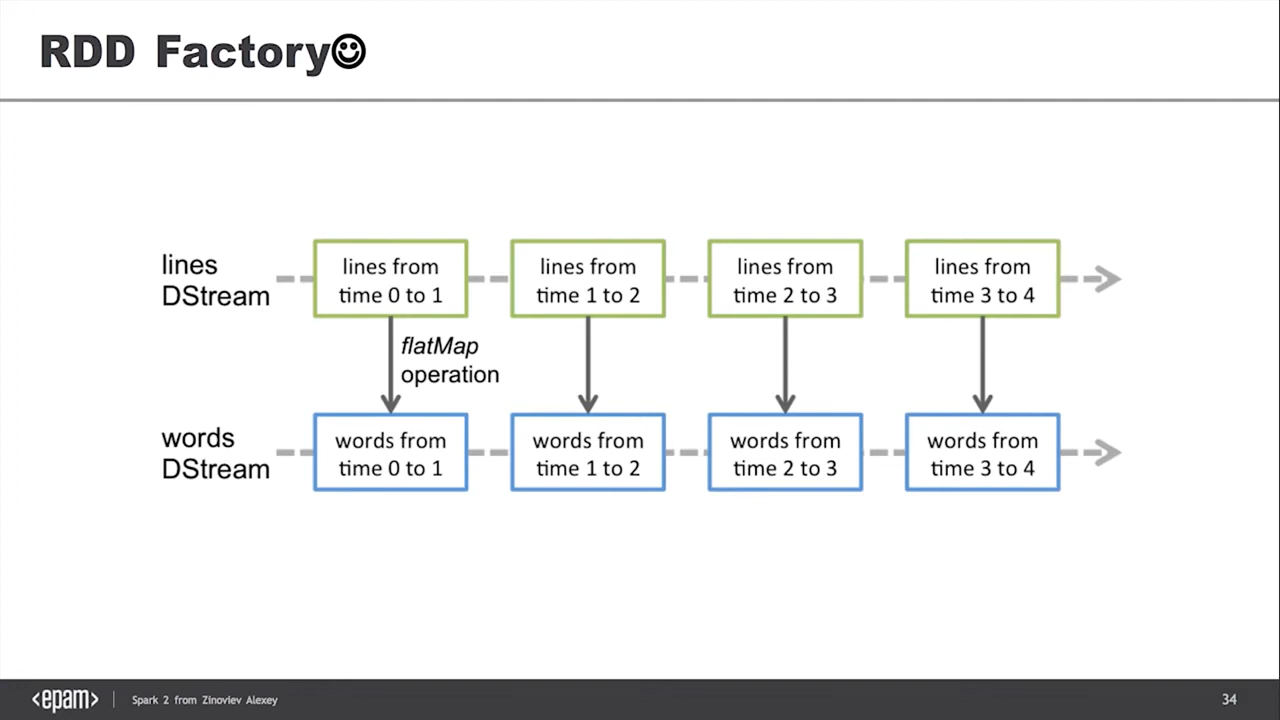 RDD Factory☻
lines
DStream
lines from
time 0 to 1
lines from
time 1 to 2
lines from
time 2 to 3
lines from
time 3 to 4
flatMap
operation
words
DStream
words from
time 0 to 1
words from
time 1 to 2
words from
time 2 to 3
words from
time 3 to 4
<epam>
Spark 2 from Zinoviev Alexey
34